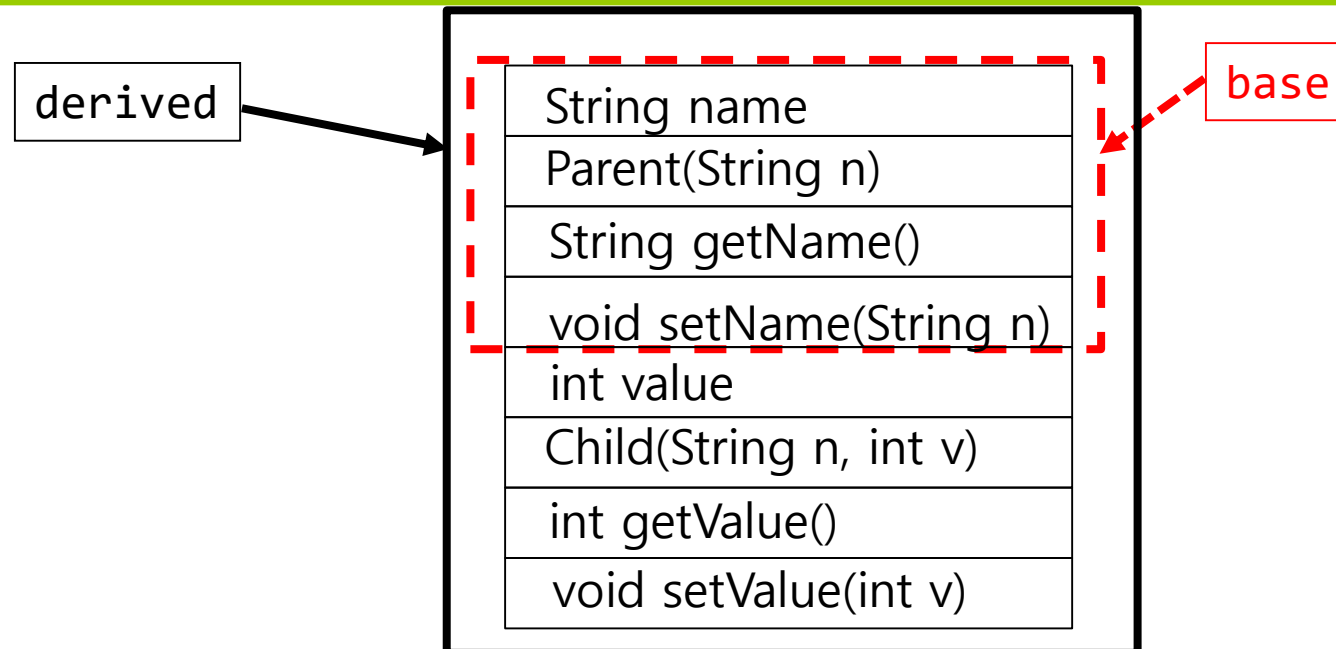 derived
base
String name
Parent(String n)
String getName()
void setName(String n)
int value
Child(String n, int v)
int getValue()
void setValue(int v)